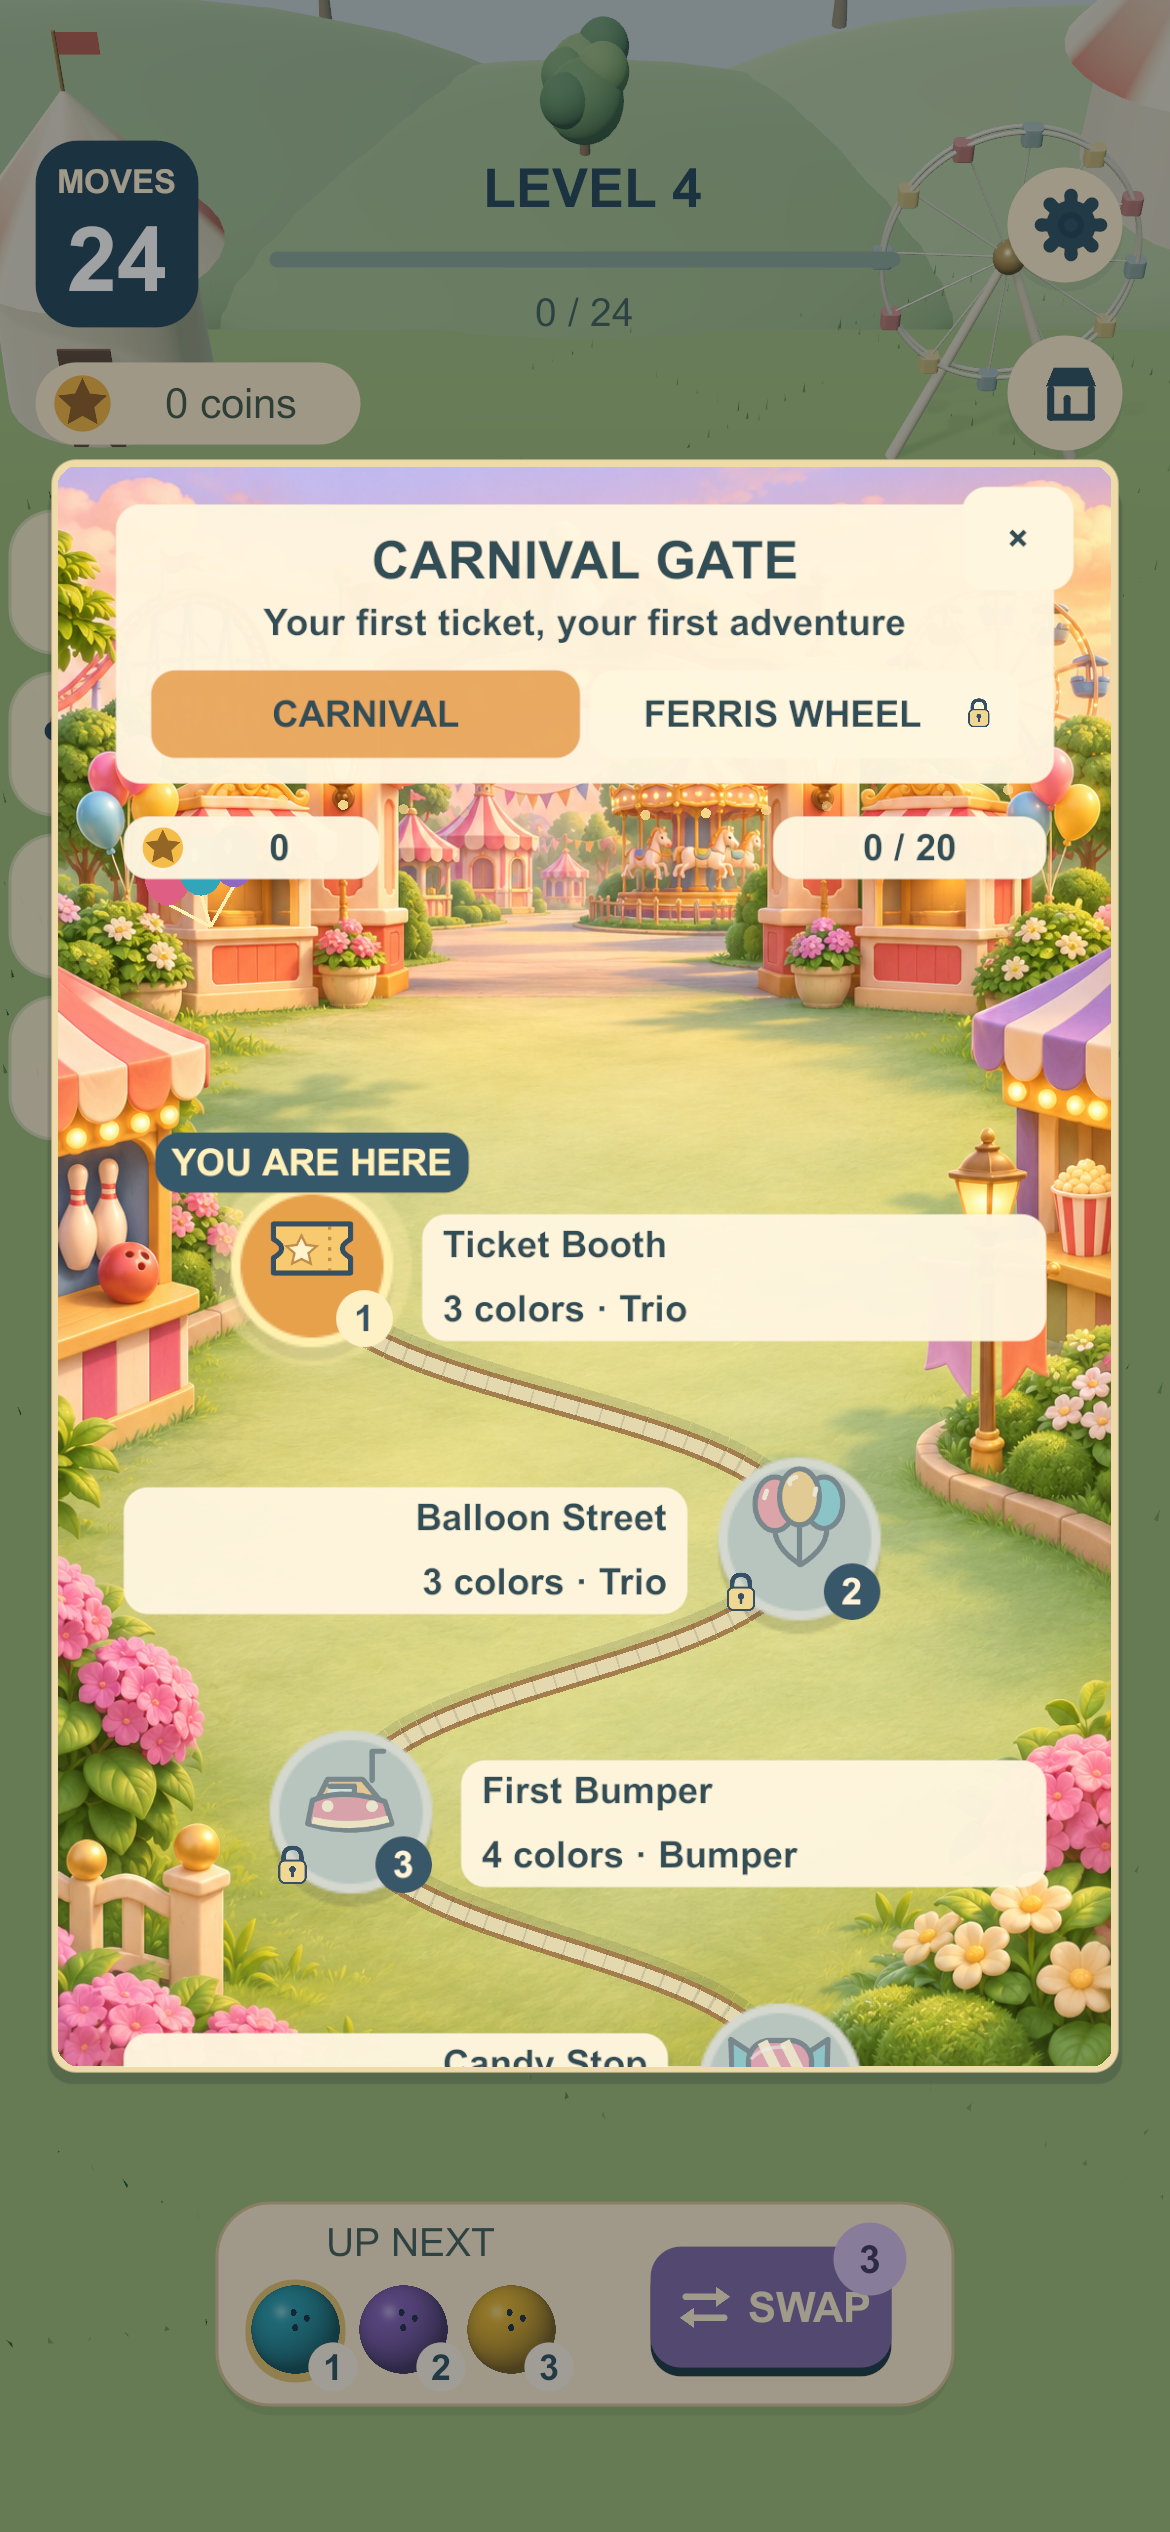 MOVES
24
LEVEL 4
0 / 24
0 coins
CARNIVAL GATE
×
Your first ticket, your first adventure
CARNIVAL
FERRIS WHEEL
0
0 / 20
YOU ARE HERE
Ticket Booth
3 colors · Trio
1
Balloon Street
3 colors · Trio
2
First Bumper
4 colors · Bumper
3
Candy Stop
UP NEXT
1
2
3
SWAP
3